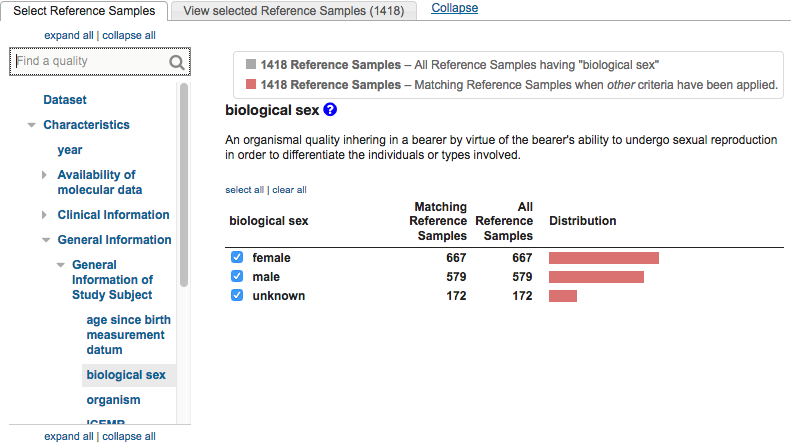 Select Reference Samples
View selected Reference Samples (1418)
Collapse
expand all | collapse all
Find a quality
Dataset
Characteristics
year
Availability of
molecular data
Clinical Information
General Information
General
Information of
Study Subject
age since birth
measurement
datum
biological sex
organism
ICEMR
expand all | collapse all
1418 Reference Samples – All Reference Samples having "biological sex"
1418 Reference Samples – Matching Reference Samples when other criteria have been applied.
biological sex ?
An organismal quality inhering in a bearer by virtue of the bearer's ability to undergo sexual reproduction
in order to differentiate the individuals or types involved.
select all | clear all
biological sex
Matching
Reference
Samples
All
Reference
Samples
Distribution
female 667 667
male 579 579
unknown 172 172